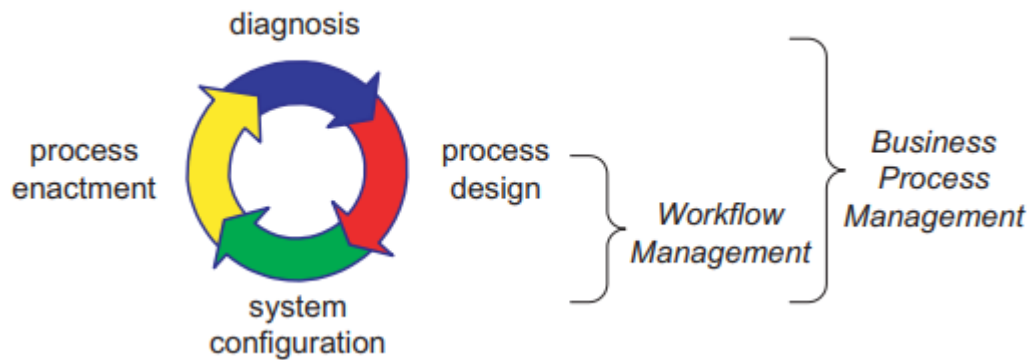 diagnosis
process
enactment
process
design
system
configuration
Workflow
Management
Business
Process
Management